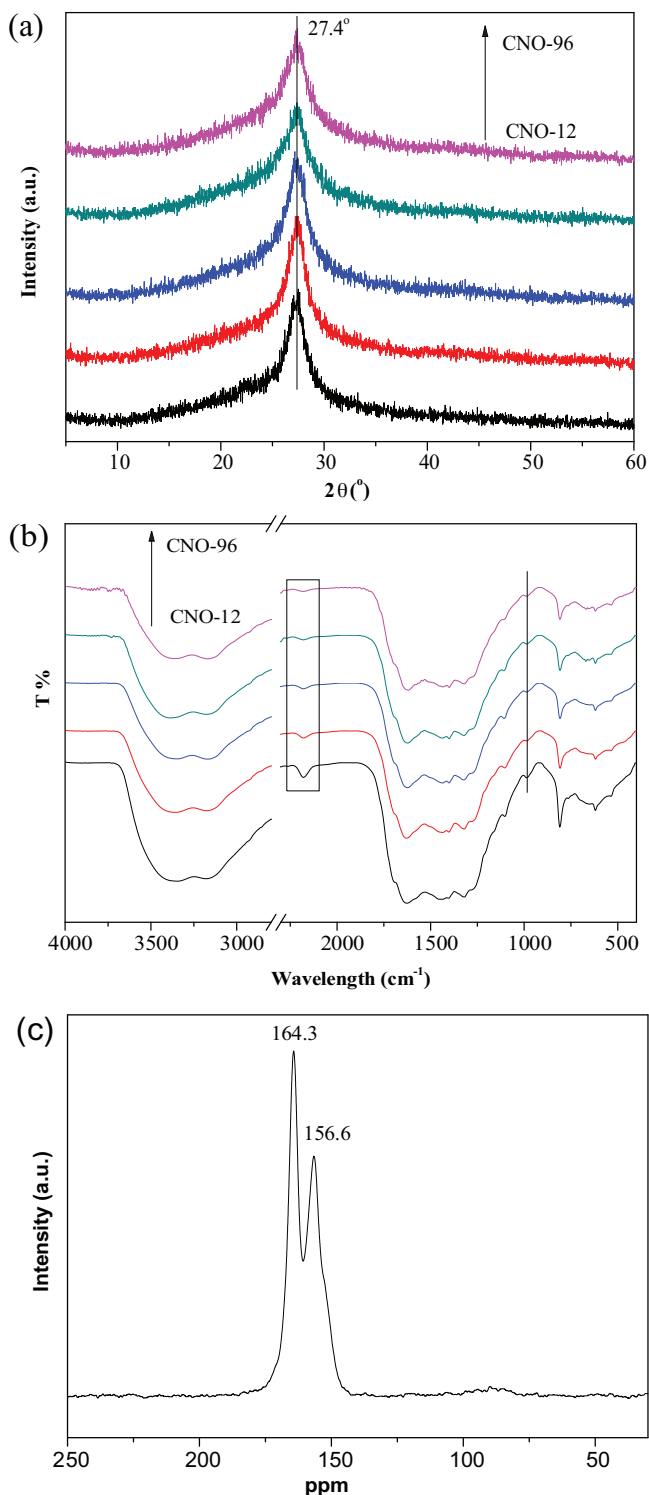 (a)
27.4°
CNO-96
CNO-12
Intensity (a.u.)
10 20 30 40 50 60
2θ(°)
(b)
CNO-96
CNO-12
T %
4000 3500 3000 2000 1500 1000 500
Wavelength (cm⁻¹)
(c)
164.3
156.6
Intensity (a.u.)
250 200 150 100 50
ppm